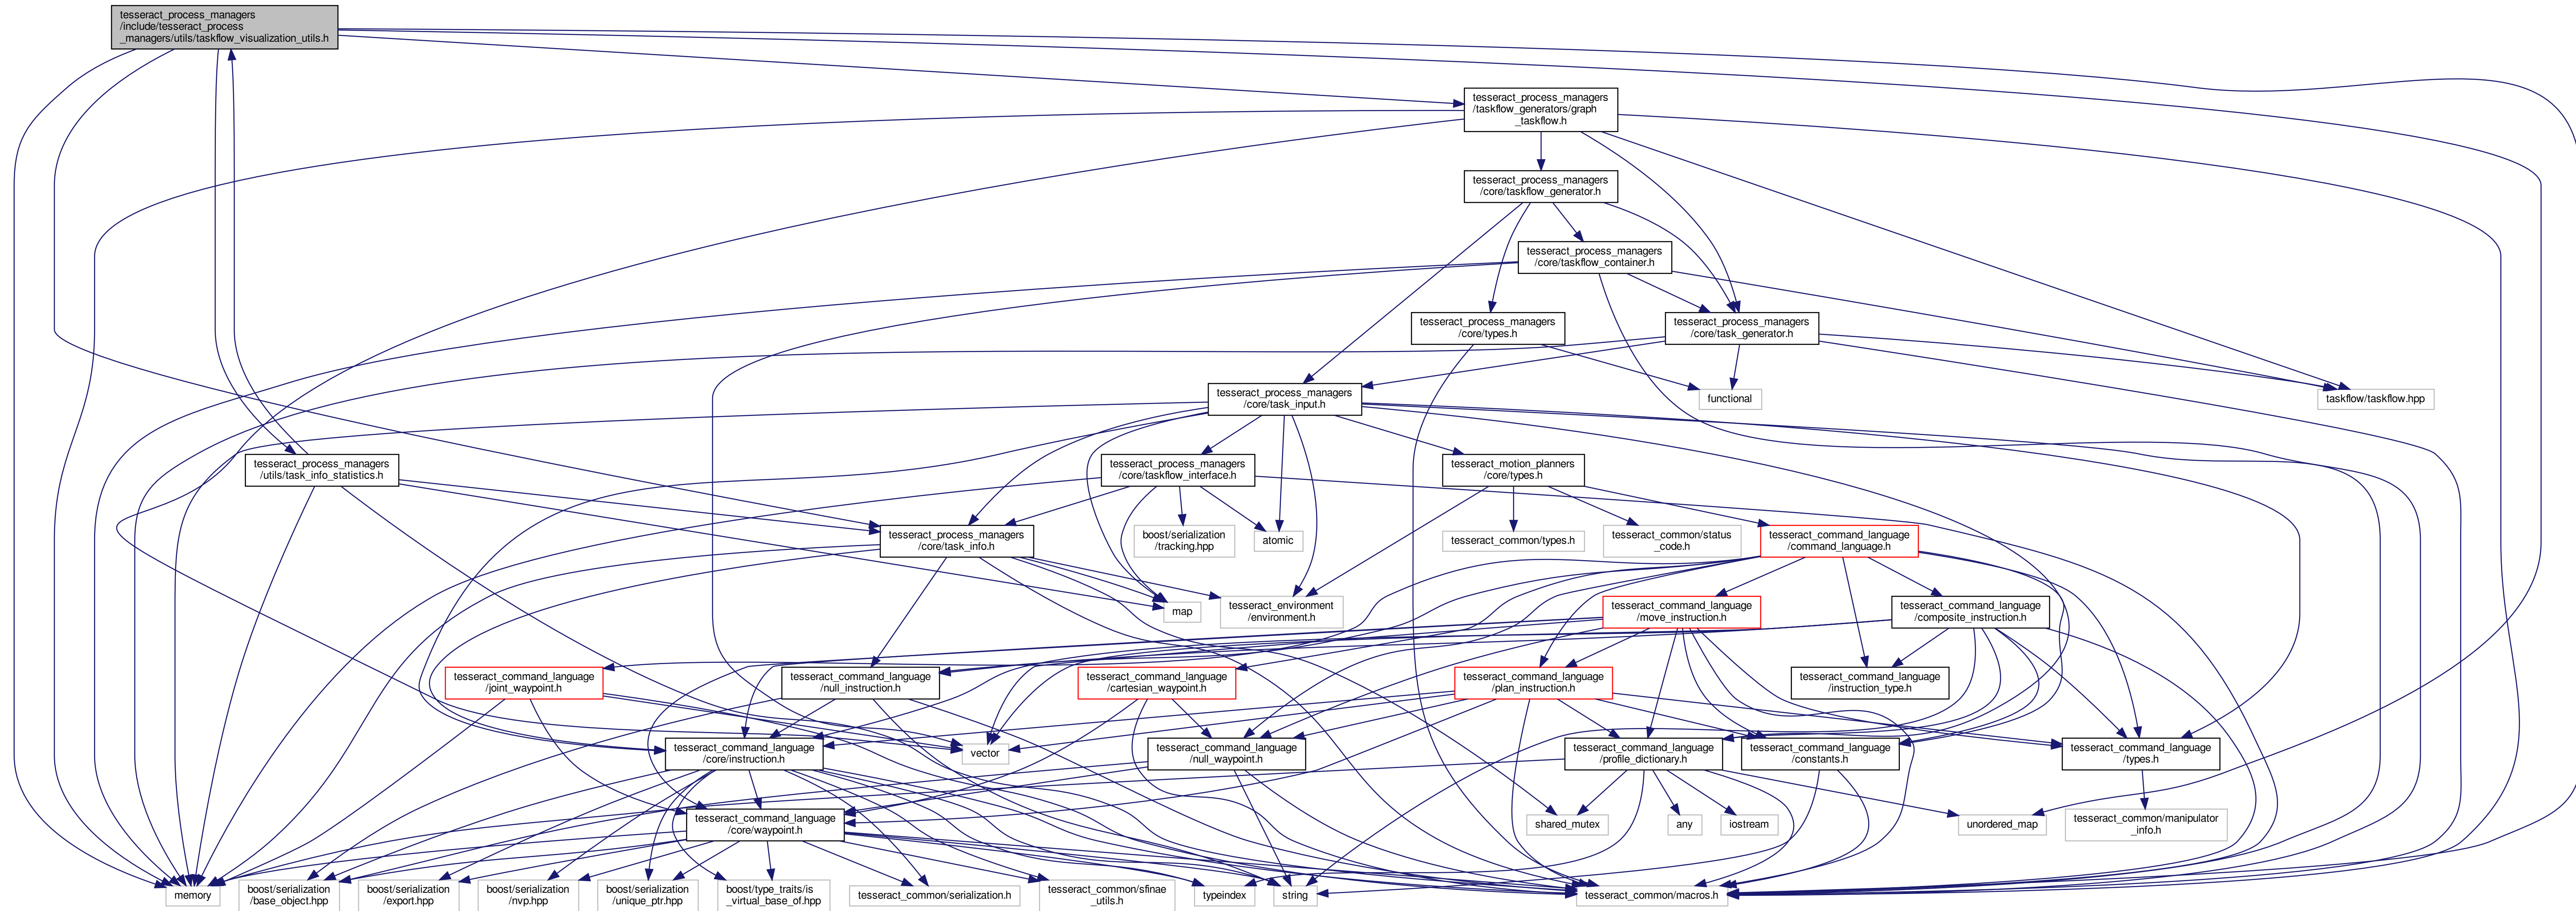 tesseract_process_managers
/include/tesseract_process
_managers/utils/taskflow_visualization_utils.h
tesseract_process_managers
/taskflow_generators/graph
_taskflow.h
tesseract_process_managers
/core/taskflow_generator.h
tesseract_process_managers
/core/taskflow_container.h
tesseract_process_managers
/core/types.h
tesseract_process_managers
/core/task_generator.h
tesseract_process_managers
/core/task_input.h
functional
taskflow/taskflow.hpp
tesseract_process_managers
/utils/task_info_statistics.h
tesseract_process_managers
/core/taskflow_interface.h
tesseract_motion_planners
/core/types.h
tesseract_process_managers
/core/task_info.h
boost/serialization
/tracking.hpp
atomic
tesseract_common/types.h
tesseract_common/status
_code.h
tesseract_command_language
/command_language.h
map
tesseract_environment
/environment.h
tesseract_command_language
/move_instruction.h
tesseract_command_language
/composite_instruction.h
tesseract_command_language
/joint_waypoint.h
tesseract_command_language
/null_instruction.h
tesseract_command_language
/cartesian_waypoint.h
tesseract_command_language
/plan_instruction.h
tesseract_command_language
/instruction_type.h
tesseract_command_language
/core/instruction.h
vector
tesseract_command_language
/null_waypoint.h
tesseract_command_language
/profile_dictionary.h
tesseract_command_language
/constants.h
tesseract_command_language
/types.h
tesseract_command_language
/core/waypoint.h
shared_mutex
any
iostream
unordered_map
tesseract_common/manipulator
_info.h
memory
boost/serialization
/base_object.hpp
boost/serialization
/export.hpp
boost/serialization
/nvp.hpp
boost/serialization
/unique_ptr.hpp
boost/type_traits/is
_virtual_base_of.hpp
tesseract_common/serialization.h
tesseract_common/sfinae
_utils.h
typeindex
string
tesseract_common/macros.h